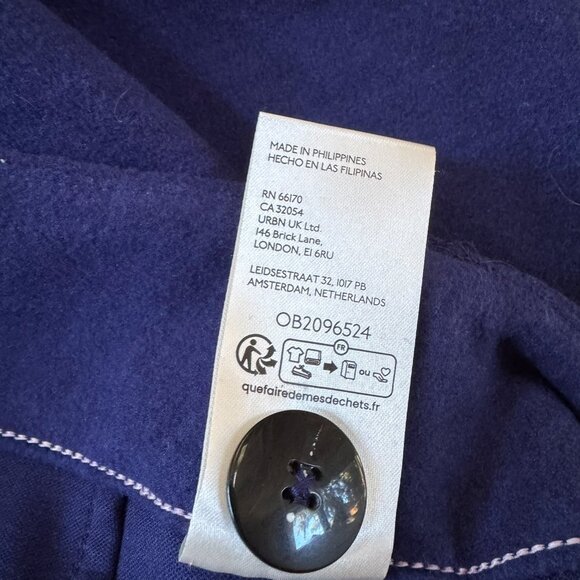 MADE IN PHILIPPINES
HECHO EN LAS FILIPINAS
RN 66170
CA 32054
URBN UK Ltd.
146 Brick Lane,
LONDON, E1 6RU
LEIDSESTRAAT 32, 1017 PB
AMSTERDAM, NETHERLANDS
OB2096524
FR
ou
quefairedemesdechets.fr